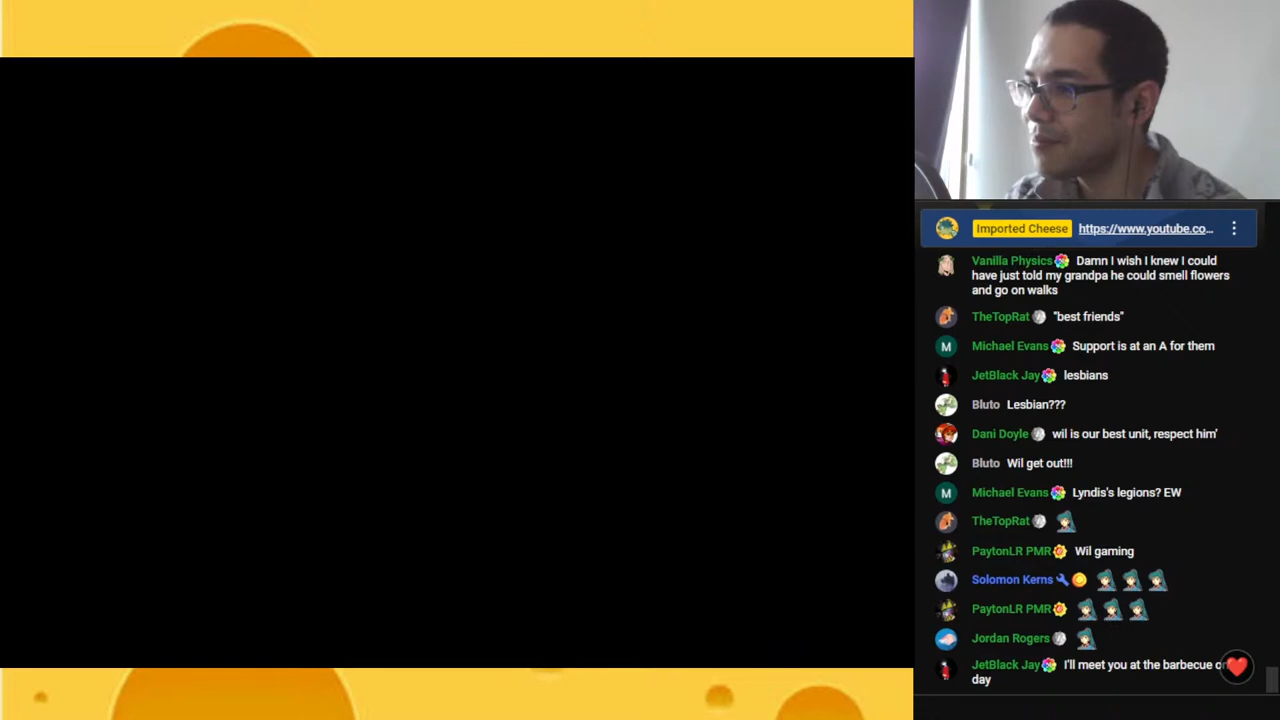 Imported Cheese https://www.youtube.co...
Vanilla Physics Damn I wish I knew I could
have just told my grandpa he could smell flowers
and go on walks
TheTopRat "best friends"
Michael Evans Support is at an A for them
JetBlack Jay lesbians
Bluto Lesbian???
Dani Doyle wil is our best unit, respect him'
Bluto Wil get out!!!
M
Michael Evans Lyndis's legions? EW
TheTopRat
PaytonLR PMR Wil gaming
Solomon Kerns
PaytonLR PMR
Jordan Rogers
JetBlack Jay I'll meet you at the barbecue
day